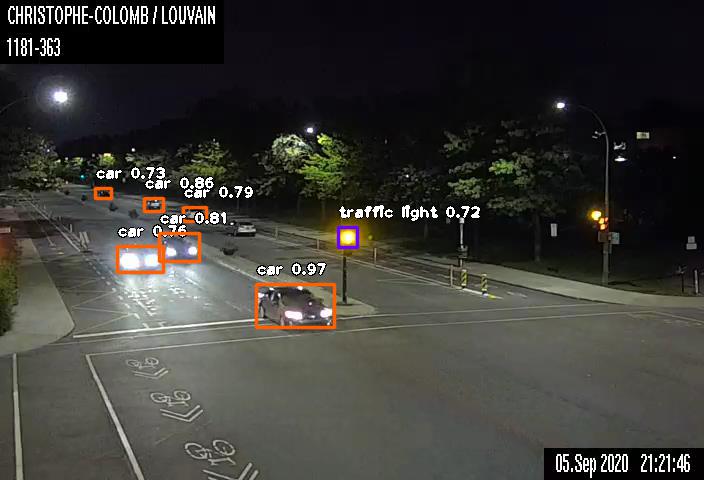 CHRISTOPHE-COLOMB / LOUVAIN
1181-363
car 0.73
car 0.86
car 0.79
car 0.81
car 0.76
traffic light 0.72
car 0.97
05.Sep 2020 21:21:46